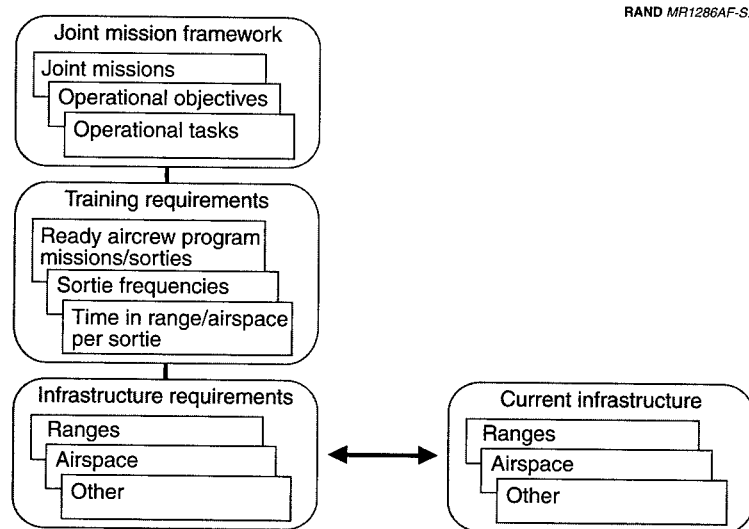 RAND MR1286AF-S.
Joint mission framework
Joint missions
Operational objectives
Operational tasks
Training requirements
Ready aircrew program
missions/sorties
Sortie frequencies
Time in range/airspace
per sortie
Infrastructure requirements
Ranges
Airspace
Other
Current infrastructure
Ranges
Airspace
Other